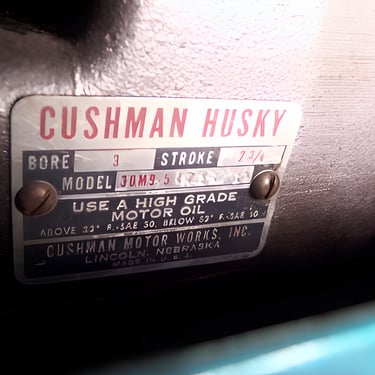 CUSHMAN HUSKY
BORE 3 STROKE 2 3/4
MODEL
USE A HIGH GRADE
MOTOR OIL
ABOVE 32° F.-SAE 30, BELOW 32° F.-SAE 10
CUSHMAN MOTOR WORKS, INC.
LINCOLN, NEBRASKA
MADE IN U.S.A.